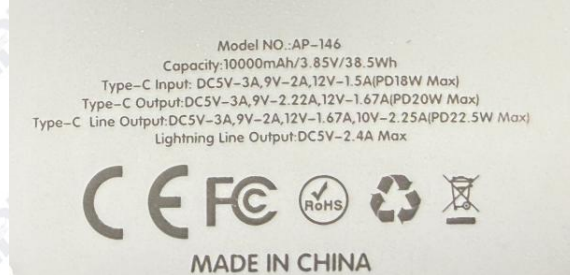 Model NO.:AP-146
Capacity:10000mAh/3.85V/38.5Wh
Type-C Input: DC5V-3A,9V-2A,12V-1.5A(PD18W Max)
Type-C Output:DC5V-3A,9V-2.22A,12V-1.67A(PD20W Max)
Type-C Line Output:DC5V-3A,9V-2A,12V-1.67A,10V-2.25A(PD22.5W Max)
Lightning Line Output:DC5V-2.4A Max
CE FC RoHS
MADE IN CHINA